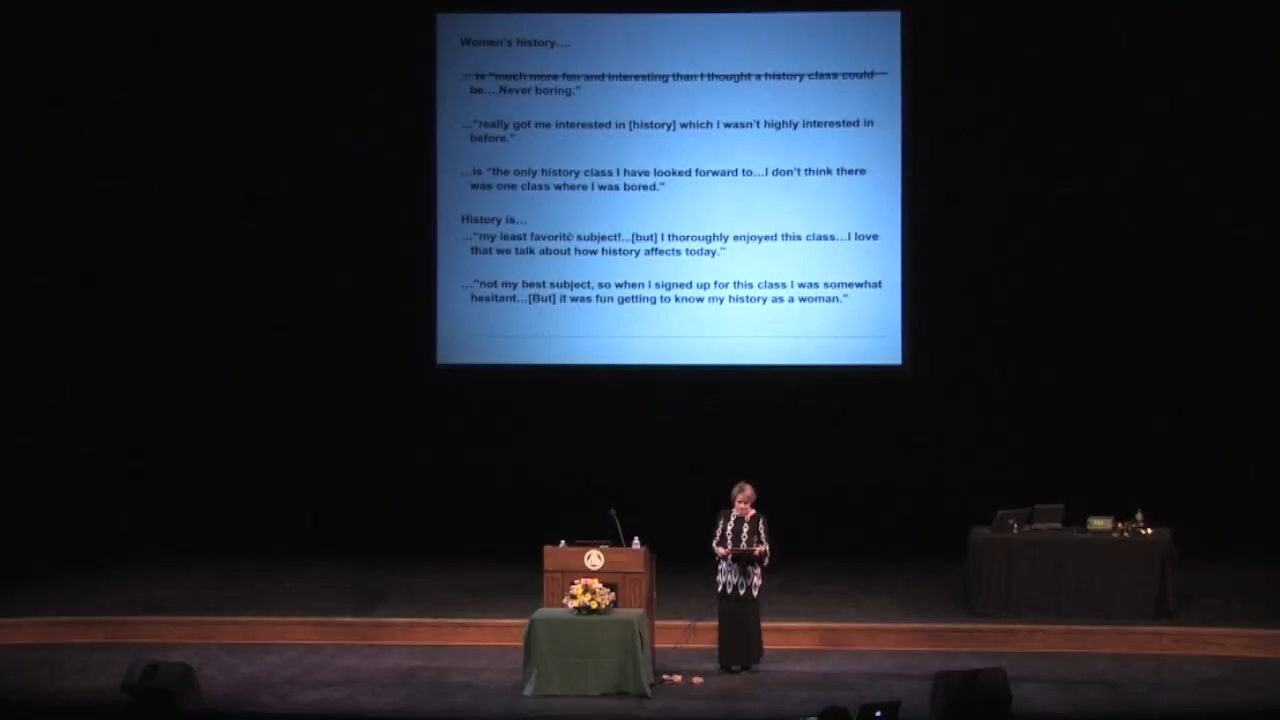 Women's history....
...is "much more fun and interesting than I thought a history class could
be....Never boring."
..."really got me interested in [history] which I wasn't highly interested in
before."
...is "the only history class I have looked forward to...I don't think there
was one class where I was bored."
History is...
..."my least favorite subject!...[but] I thoroughly enjoyed this class...I love
that we talk about how history affects today."
..."not my best subject, so when I signed up for this class I was somewhat
hesitant...[But] it was fun getting to know my history as a woman."